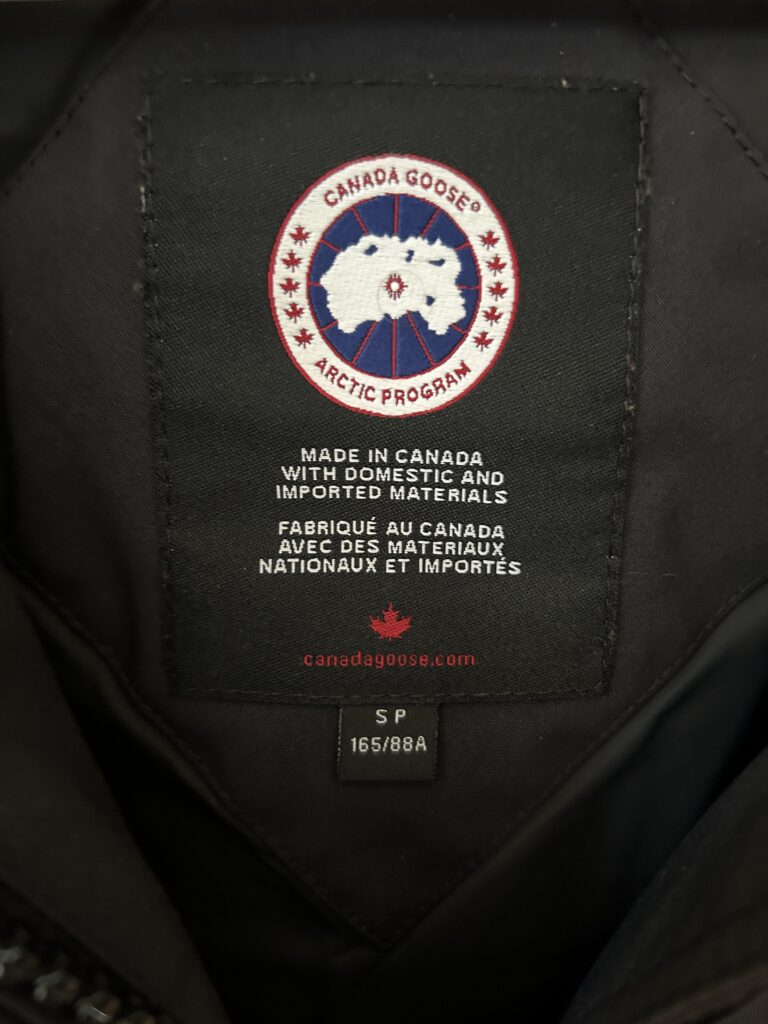 CANADA GOOSE®
ARCTIC PROGRAM
MADE IN CANADA
WITH DOMESTIC AND
IMPORTED MATERIALS
FABRIQUÉ AU CANADA
AVEC DES MATERIAUX
NATIONAUX ET IMPORTÉS
canadagoose.com
S P
165/88A